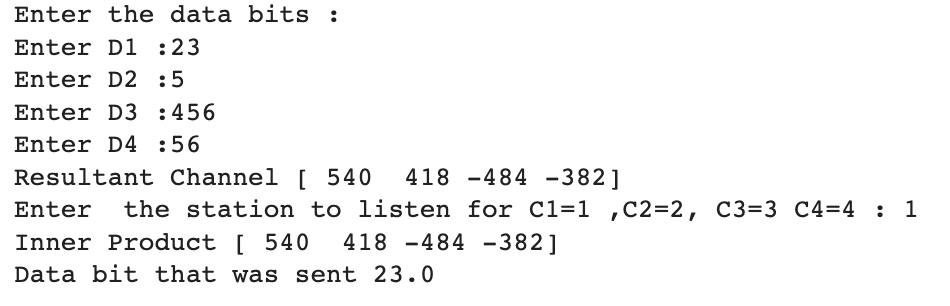 Enter the data bits :
Enter D1 :23
Enter D2 :5
Enter D3 :456
Enter D4 :56
Resultant Channel [ 540  418 -484 -382]
Enter  the station to listen for C1=1 ,C2=2, C3=3 C4=4 : 1
Inner Product [ 540  418 -484 -382]
Data bit that was sent 23.0